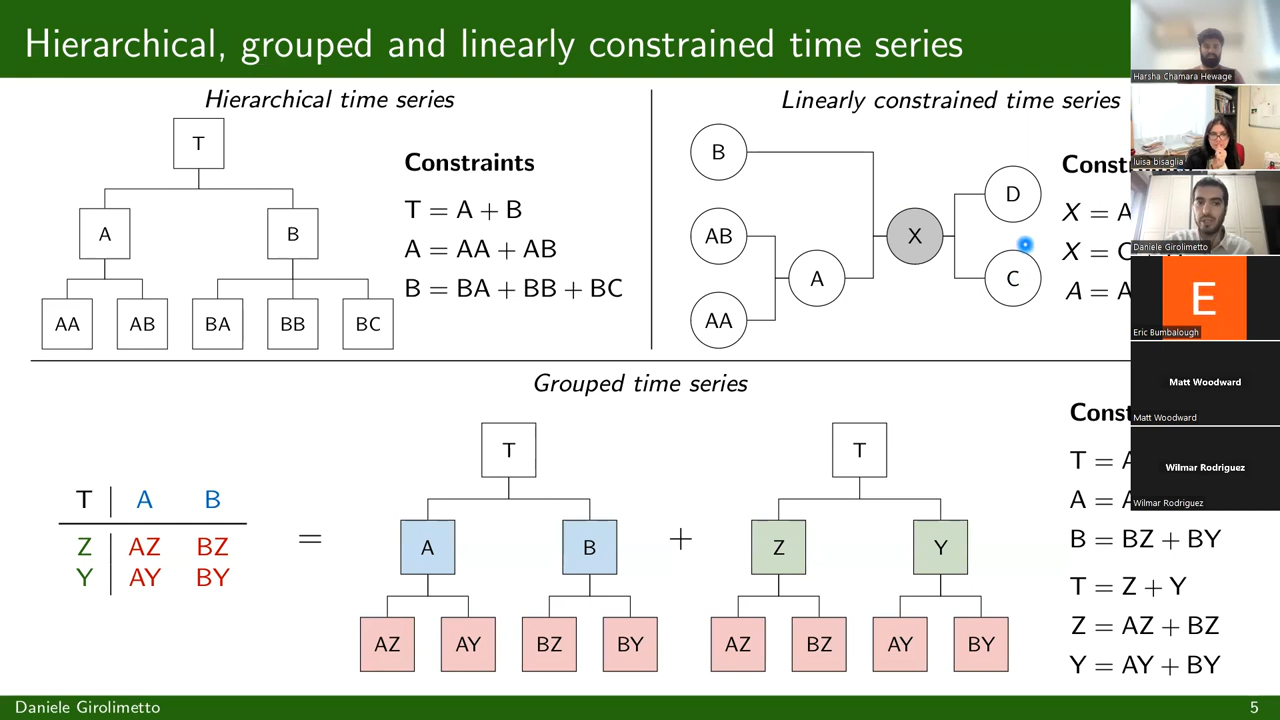 Hierarchical, grouped and linearly constrained time series
Hierarchical time series
T
A
B
AA
AB
BA
BB
BC
Constraints
T = A + B
A = AA + AB
B = BA + BB + BC
Linearly constrained time series
B
AB
AA
A
X
D
C
X = A
X = C
A = A
Grouped time series
T A B
Z AZ BZ
Y AY BY
=
T
A
B
AZ
AY
BZ
BY
+
T
Z
Y
AZ
BZ
AY
BY
T = A
A = A
B = BZ + BY
T = Z + Y
Z = AZ + BZ
Y = AY + BY
Daniele Girolimetto
5
Harsha Chamara Hewage
luisa bisaglia
Daniele Girolimetto
E
Eric Bumbalough
Matt Woodward
Matt Woodward
Wilmar Rodriguez
Wilmar Rodriguez